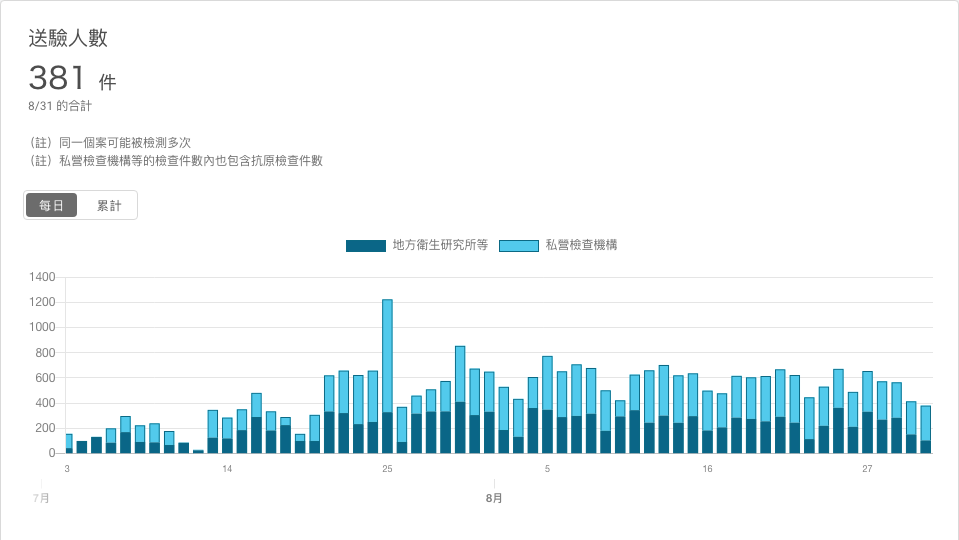 送驗人數
381 件
8/31 的合計
（註）同一個案可能被檢測多次
（註）私營檢查機構等的檢查件數內也包含抗原檢查件數
每日 累計
地方衛生研究所等 私營檢查機構
1400
1200
1000
800
600
400
200
0
3 14 25 5 16 27
7月 8月